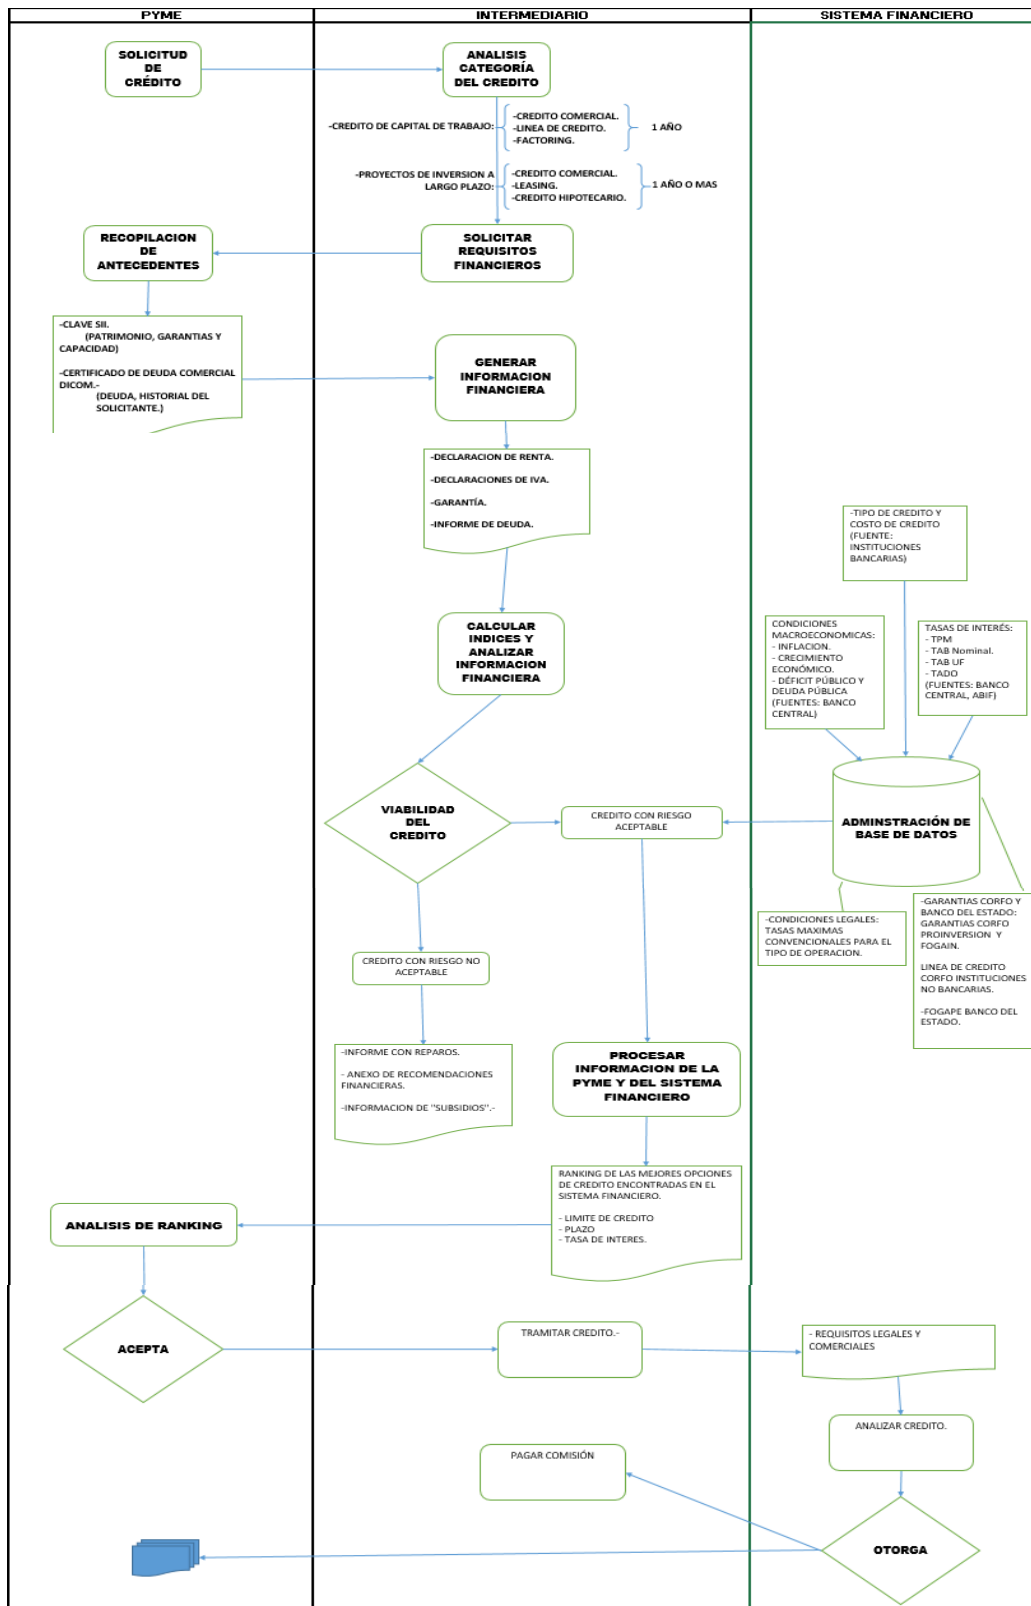 PYME
INTERMEDIARIO
SISTEMA FINANCIERO
SOLICITUD
DE
CRÉDITO
ANALISIS
CATEGORÍA
DEL CREDITO
-CREDITO DE CAPITAL DE TRABAJO:
-CREDITO COMERCIAL.
-LINEA DE CREDITO.
-FACTORING.
1 AÑO
-PROYECTOS DE INVERSION A
LARGO PLAZO:
-CREDITO COMERCIAL.
-LEASING.
-CREDITO HIPOTECARIO.
1 AÑO O MAS
RECOPILACION
DE
ANTECEDENTES
SOLICITAR
REQUISITOS
FINANCIEROS
-CLAVE SII.
(PATRIMONIO, GARANTIAS Y
CAPACIDAD)
-CERTIFICADO DE DEUDA COMERCIAL
DICOM.-
(DEUDA, HISTORIAL DEL
SOLICITANTE.)
GENERAR
INFORMACION
FINANCIERA
-DECLARACION DE RENTA.
-DECLARACIONES DE IVA.
-GARANTÍA.
-INFORME DE DEUDA.
-TIPO DE CREDITO Y
COSTO DE CREDITO
(FUENTE:
INSTITUCIONES
BANCARIAS)
CALCULAR
INDICES Y
ANALIZAR
INFORMACION
FINANCIERA
CONDICIONES
MACROECONOMICAS:
- INFLACION.
- CRECIMIENTO
ECONÓMICO.
- DÉFICIT PÚBLICO Y
DEUDA PÚBLICA
(FUENTES: BANCO
CENTRAL)
TASAS DE INTERÉS:
- TPM
- TAB Nominal.
- TAB UF
- TADO
(FUENTES: BANCO
CENTRAL, ABIF)
VIABILIDAD
DEL
CREDITO
CREDITO CON RIESGO
ACEPTABLE
ADMINSTRACIÓN DE
BASE DE DATOS
-CONDICIONES LEGALES:
TASAS MAXIMAS
CONVENCIONALES PARA EL
TIPO DE OPERACION.
-GARANTIAS CORFO Y
BANCO DEL ESTADO:
GARANTIAS CORFO
PROINVERSION Y
FOGAIN.
LINEA DE CREDITO
CORFO INSTITUCIONES
NO BANCARIAS.
-FOGAPE BANCO DEL
ESTADO.
CREDITO CON RIESGO NO
ACEPTABLE
-INFORME CON REPAROS.
- ANEXO DE RECOMENDACIONES
FINANCIERAS.
-INFORMACION DE "SUBSIDIOS".-
PROCESAR
INFORMACION DE LA
PYME Y DEL SISTEMA
FINANCIERO
RANKING DE LAS MEJORES OPCIONES
DE CREDITO ENCONTRADAS EN EL
SISTEMA FINANCIERO.
- LIMITE DE CREDITO
- PLAZO
- TASA DE INTERES.
ANALISIS DE RANKING
ACEPTA
TRAMITAR CREDITO.-
- REQUISITOS LEGALES Y
COMERCIALES
ANALIZAR CREDITO.
PAGAR COMISIÓN
OTORGA